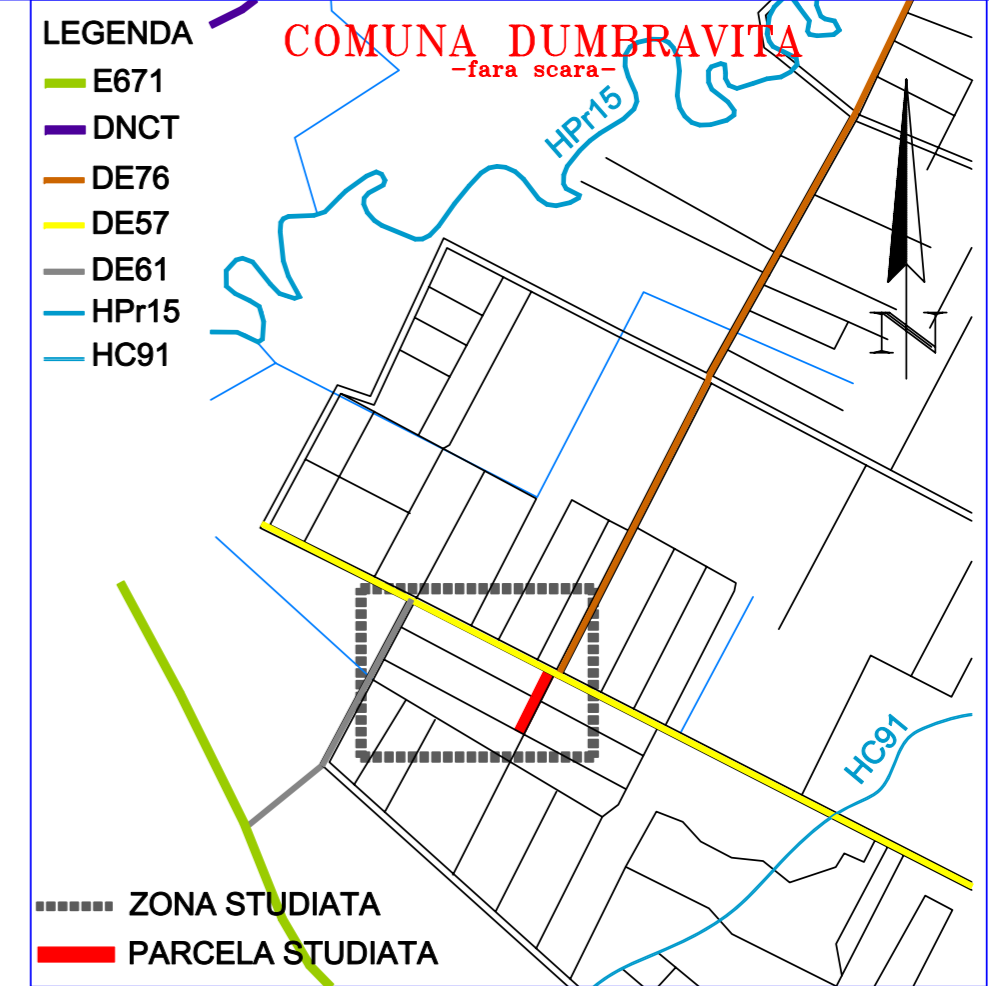 COMUNA DUMBRAVITA
-fara scara-
LEGENDA
E671
DNCT
DE76
DE57
DE61
HPr15
HC91
HPr15
N
HC91
ZONA STUDIATA
PARCELA STUDIATA